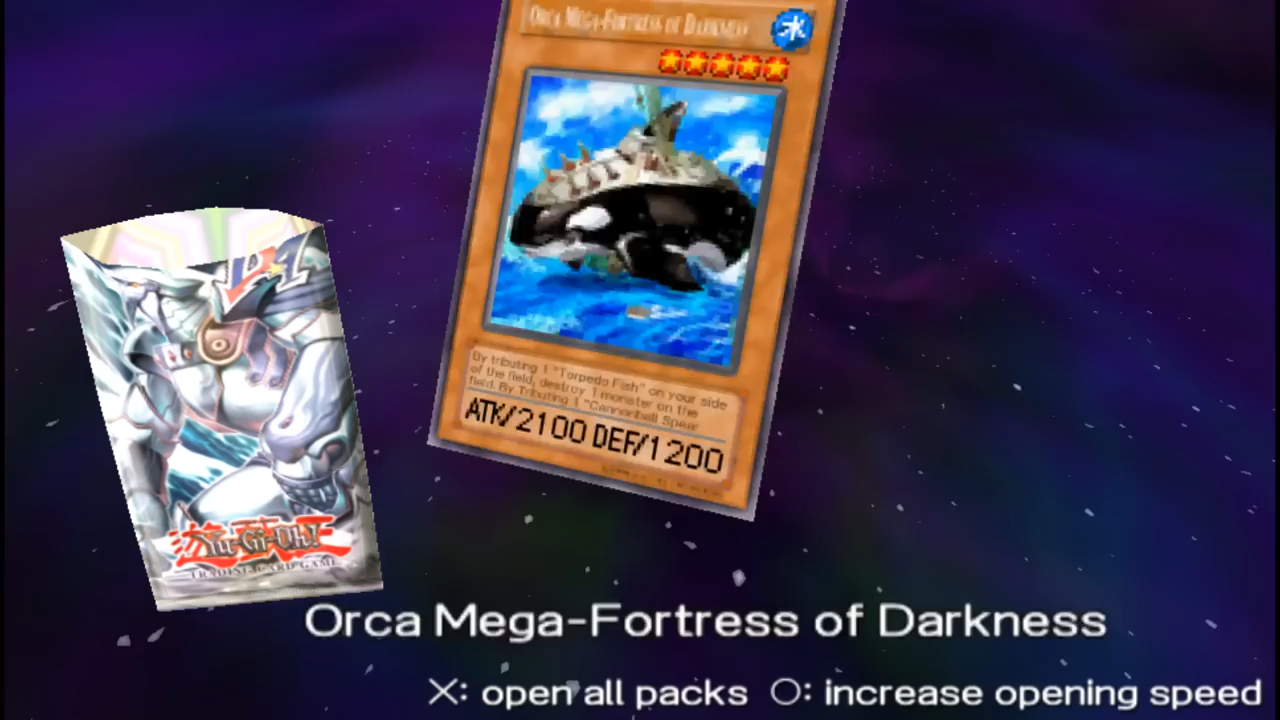 Orca Mega-Fortress of Darkness
水
By tributing 1 "Torpedo Fish" on your side
of the field, destroy 1 monster on the
field. By Tributing 1 "Cannonball Spear
ATK/2100 DEF/1200
遊 Yu-Gi-Oh! 王
TRADING CARD GAME
Orca Mega-Fortress of Darkness
X: open all packs O: increase opening speed